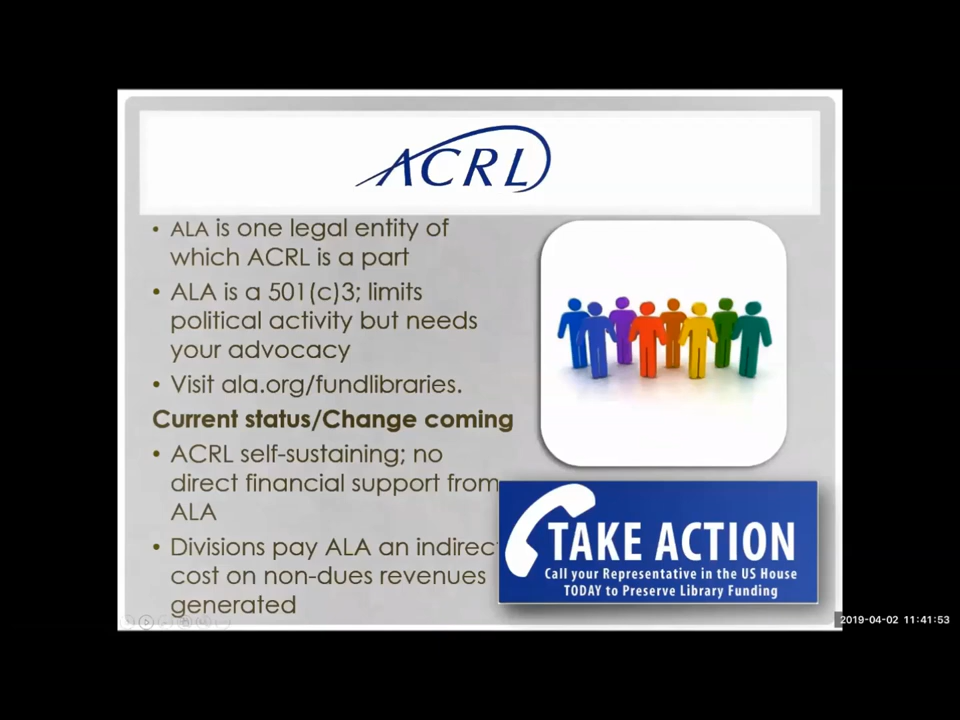 ACRL
• ALA is one legal entity of
which ACRL is a part
• ALA is a 501(c)3; limits
political activity but needs
your advocacy
• Visit ala.org/fundlibraries.
Current status/Change coming
• ACRL self-sustaining; no
direct financial support from
ALA
• Divisions pay ALA an indirect
cost on non-dues revenues
generated
TAKE ACTION
Call your Representative in the US House
TODAY to Preserve Library Funding
2019-04-02 11:41:53